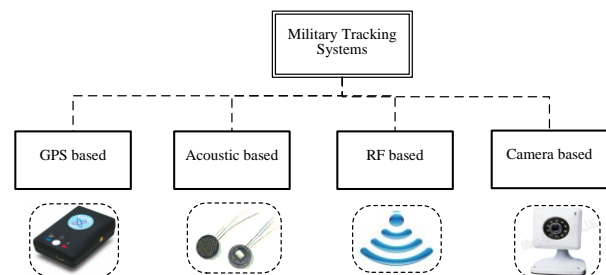 Military Tracking
Systems
GPS based
Acoustic based
RF based
Camera based